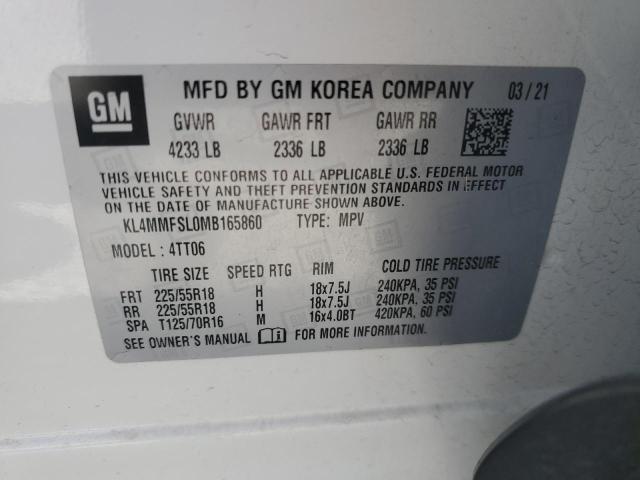 GM MFD BY GM KOREA COMPANY 03/21
GVWR GAWR FRT GAWR RR
4233 LB 2336 LB 2336 LB
THIS VEHICLE CONFORMS TO ALL APPLICABLE U.S. FEDERAL MOTOR
VEHICLE SAFETY AND THEFT PREVENTION STANDARDS IN EFFECT
ON THE DATE OF MANUFACTURE SHOWN ABOVE.
KL4MMFSL0MB165860 TYPE: MPV
MODEL: 4TT06
TIRE SIZE SPEED RTG RIM COLD TIRE PRESSURE
FRT 225/55R18 H 18x7.5J 240KPA, 35 PSI
RR 225/55R18 H 18x7.5J 240KPA, 35 PSI
SPA T125/70R16 M 16x4.0BT 420KPA, 60 PSI
SEE OWNER'S MANUAL FOR MORE INFORMATION.